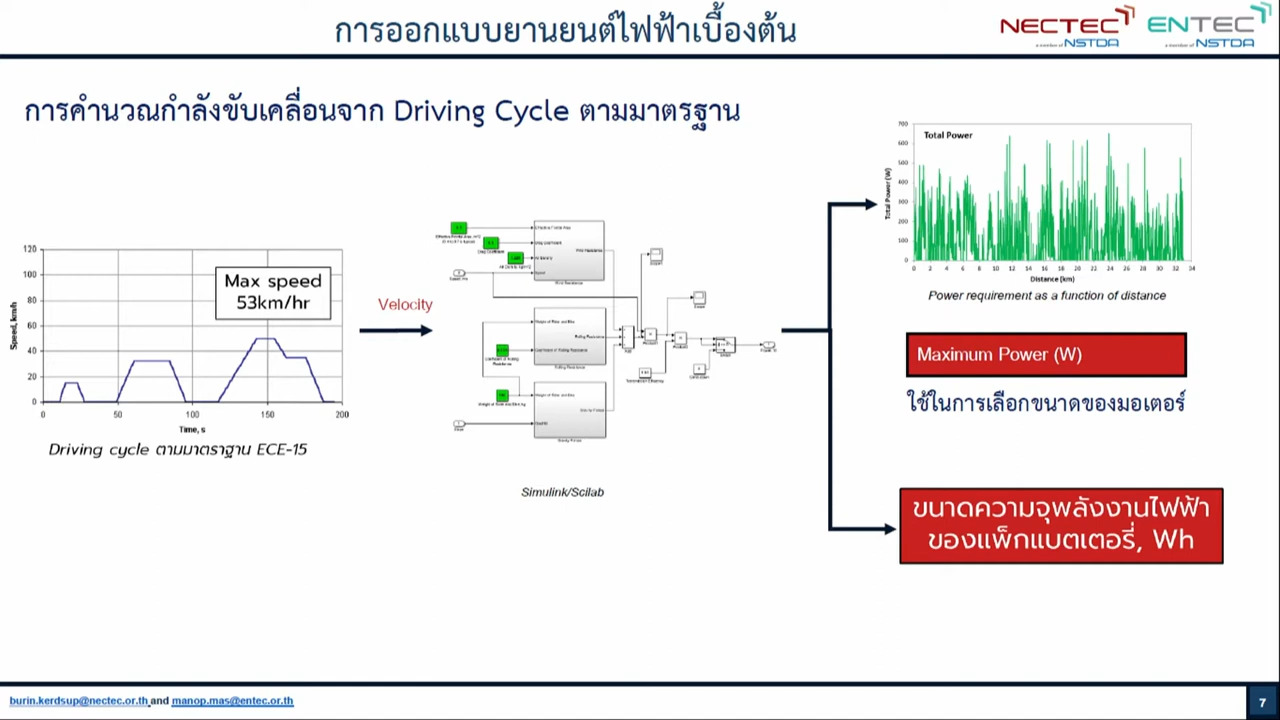 การออกแบบยานยนต์ไฟฟ้าเบื้องต้น
NECTEC
a member of NSTDA
ENTEC
a member of NSTDA
การคำนวณกำลังขับเคลื่อนจาก Driving Cycle ตามมาตรฐาน
120
100
80
60
40
20
0
Speed, km/h
Max speed
53km/hr
0 50 100 150 200
Time, s
Driving cycle ตามมาตราฐาน ECE-15
Velocity
Simulink/Scilab
Total Power
700
600
500
400
300
200
100
0
Total Power (W)
0 2 4 6 8 10 12 14 16 18 20 22 24 26 28 30 32 34
Distance (km)
Power requirement as a function of distance
Maximum Power (W)
ใช้ในการเลือกขนาดของมอเตอร์
ขนาดความจุพลังงานไฟฟ้า
ของแพ็กแบตเตอรี่, Wh
burin.kerdsup@nectec.or.th and manop.mas@entec.or.th
7